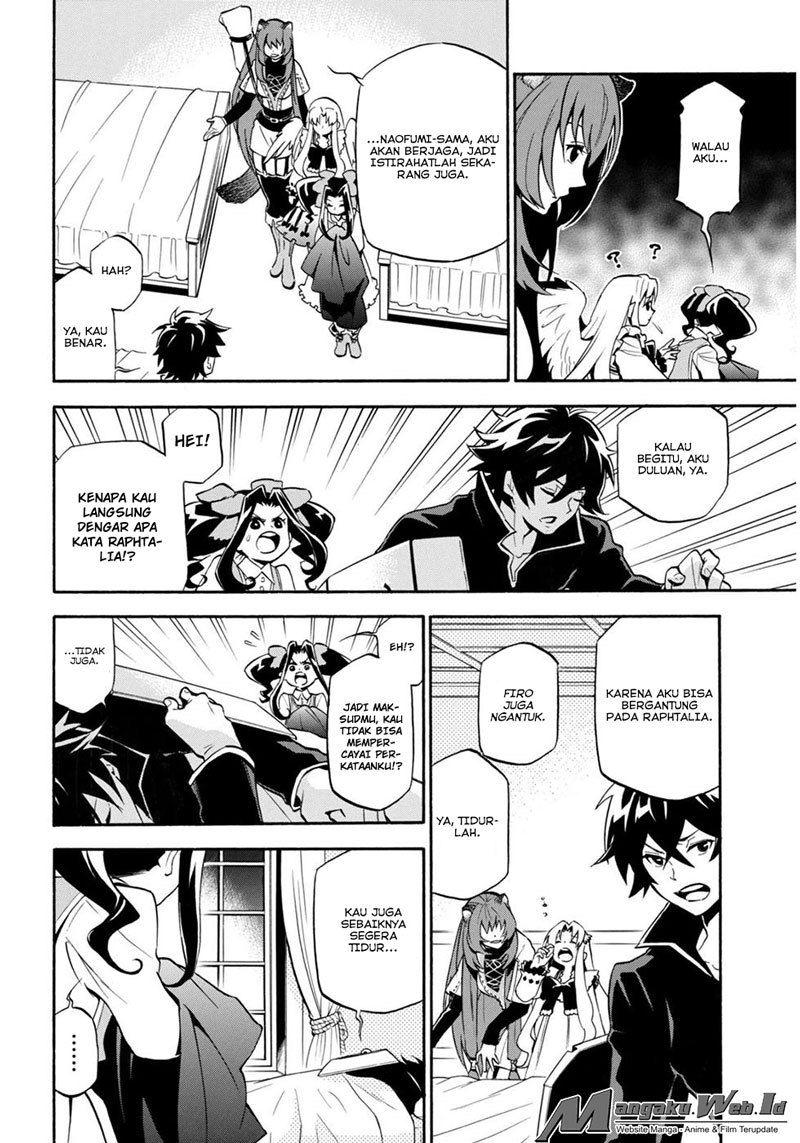 WALAU
AKU...
?
?
...NAOFUMI-SAMA, AKU
AKAN BERJAGA, JADI
ISTIRAHATLAH SEKA-
RANG JUGA.
HAH?
YA, KAU
BENAR.
KALAU
BEGITU, AKU
DULUAN, YA.
HEI!
KENAPA KAU
LANGSUNG
DENGAR APA
KATA RAPHTA-
LIA!?
KARENA AKU BISA
BERGANTUNG
PADA RAPHTALIA.
FIRO
JUGA
NGANTUK.
YA, TIDUR-
LAH.
EH!?
JADI MAK-
SUDMU, KAU
TIDAK BISA
MEMPER-
CAYAI PER-
KATAANKU!?
...TIDAK
JUGA.
KAU JUGA
SEBAIKNYA
SEGERA
TIDUR...
......
Mangaku.Web.Id
Website Manga - Anime & Film Terupdate